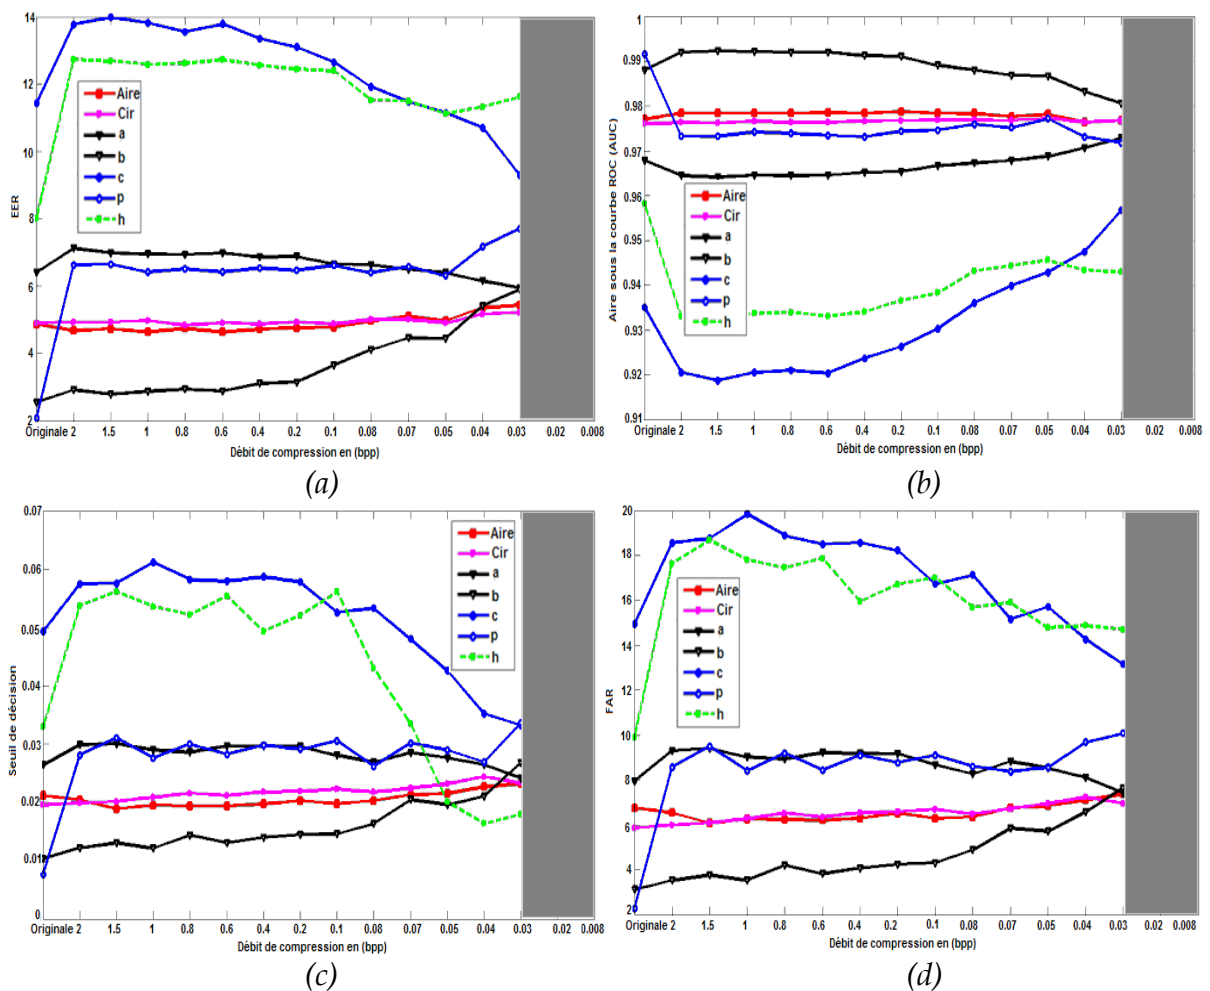 14
12
10
8
6
4
2
EER
Aire
Cir
a
b
c
p
h
Originale 2 1.5 1 0.8 0.6 0.4 0.2 0.1 0.08 0.07 0.05 0.04 0.03 0.02 0.008
Débit de compression en (bpp)
(a)
1
0.99
0.98
0.97
0.96
0.95
0.94
0.93
0.92
0.91
Aire sous la courbe ROC (AUC)
Aire
Cir
a
b
c
p
h
Originale 2 1.5 1 0.8 0.6 0.4 0.2 0.1 0.08 0.07 0.05 0.04 0.03 0.02 0.008
Débit de compression en (bpp)
(b)
0.07
0.06
0.05
0.04
0.03
0.02
0.01
0
Seuil de décision
Aire
Cir
a
b
c
p
h
Originale 2 1.5 1 0.8 0.6 0.4 0.2 0.1 0.08 0.07 0.05 0.04 0.03 0.02 0.008
Débit de compression en (bpp)
(c)
20
18
16
14
12
10
8
6
4
2
FAR
Aire
Cir
a
b
c
p
h
Originale 2 1.5 1 0.8 0.6 0.4 0.2 0.1 0.08 0.07 0.05 0.04 0.03 0.02 0.008
Débit de compression en (bpp)
(d)